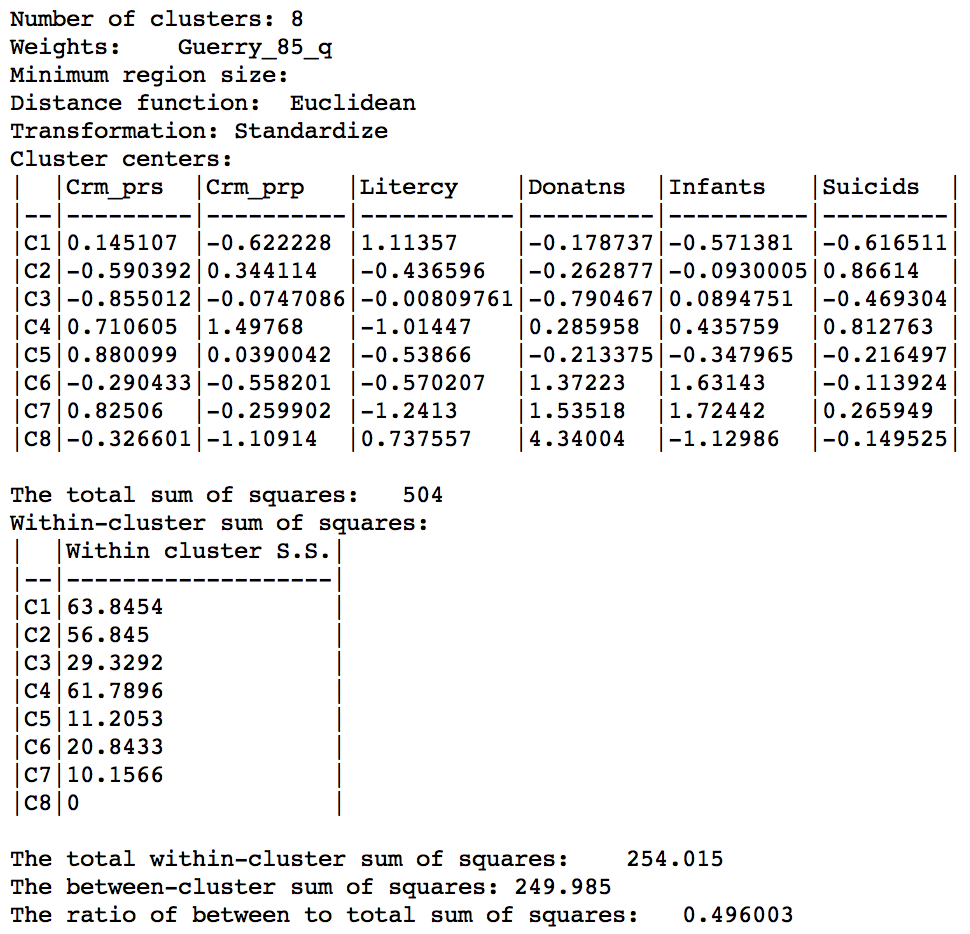 Number of clusters: 8
Weights:    Guerry_85_q
Minimum region size:
Distance function:  Euclidean
Transformation: Standardize
Cluster centers:
|  |Crm_prs  |Crm_prp   |Litercy    |Donatns  |Infants   |Suicids  |
|--|---------|----------|-----------|---------|----------|---------|
|C1|0.145107 |-0.622228 |1.11357    |-0.178737|-0.571381 |-0.616511|
|C2|-0.590392|0.344114  |-0.436596  |-0.262877|-0.0930005|0.86614  |
|C3|-0.855012|-0.0747086|-0.00809761|-0.790467|0.0894751 |-0.469304|
|C4|0.710605 |1.49768   |-1.01447   |0.285958 |0.435759  |0.812763 |
|C5|0.880099 |0.0390042 |-0.53866   |-0.213375|-0.347965 |-0.216497|
|C6|-0.290433|-0.558201 |-0.570207  |1.37223  |1.63143   |-0.113924|
|C7|0.82506  |-0.259902 |-1.2413    |1.53518  |1.72442   |0.265949 |
|C8|-0.326601|-1.10914  |0.737557   |4.34004  |-1.12986  |-0.149525|
The total sum of squares:   504
Within-cluster sum of squares:
|  |Within cluster S.S.|
|--|-------------------|
|C1|63.8454            |
|C2|56.845             |
|C3|29.3292            |
|C4|61.7896            |
|C5|11.2053            |
|C6|20.8433            |
|C7|10.1566            |
|C8|0                  |
The total within-cluster sum of squares:    254.015
The between-cluster sum of squares: 249.985
The ratio of between to total sum of squares:   0.496003